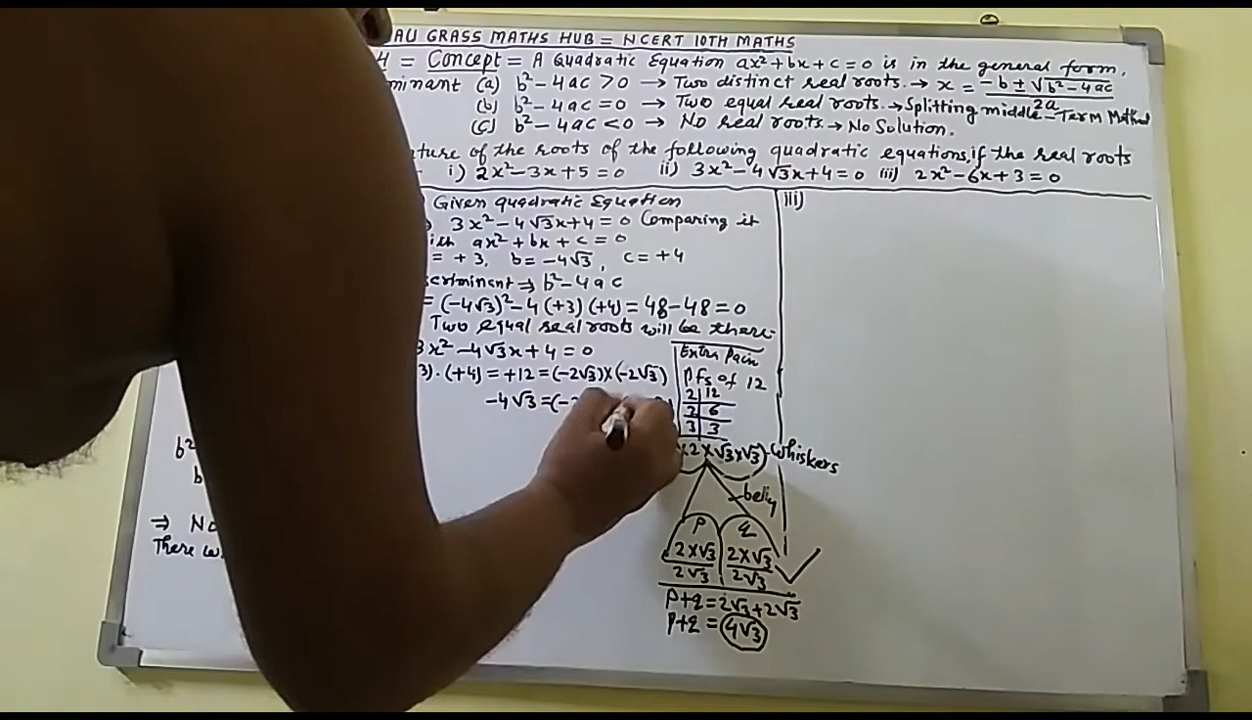 GRASS MATHS HUB = NCERT 10TH MATHS
= Concept = A Quadratic Equation ax²+bx+c=0 is in the general form.
minant (a) b²-4ac>0 → Two distinct real roots. → x = -b±√b²-4ac
2a
(b) b²-4ac=0 → Two equal real roots. → Splitting middle-Term Method
(c) b²-4ac<0 → No real roots → No Solution.
ture of the roots of the following quadratic equations, if the real roots
i) 2x²-3x+5=0 ii) 3x²-4√3x+4=0 iii) 2x²-6x+3=0
Given quadratic Equation
3x²-4√3x+4=0 Comparing it
ith ax²+bx+c=0
= +3, b=-4√3, c=+4
scriminant ⇒ b²-4ac
=(-4√3)²-4(+3)(+4)=48-48=0
Two equal real roots will be there.
3x²-4√3x+4=0
3).(+4)=+12=(-2√3)×(-2√3)
-4√3=(-2
Extra Pain
Pfs of 12
2 | 12
2 | 6
3 | 3
×2×√3×√3) whiskers
belly
P q
2×√3 2×√3
2√3 2√3
P+q=2√3+2√3
P+q=4√3
iii)
b²
b
⇒ No
There w